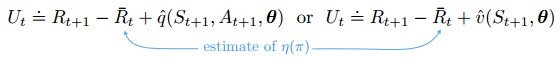 U_t ≐ R_{t+1} − R̄_t + q̂(S_{t+1}, A_{t+1}, θ) or U_t ≐ R_{t+1} − R̄_t + v̂(S_{t+1}, θ)
estimate of η(π)